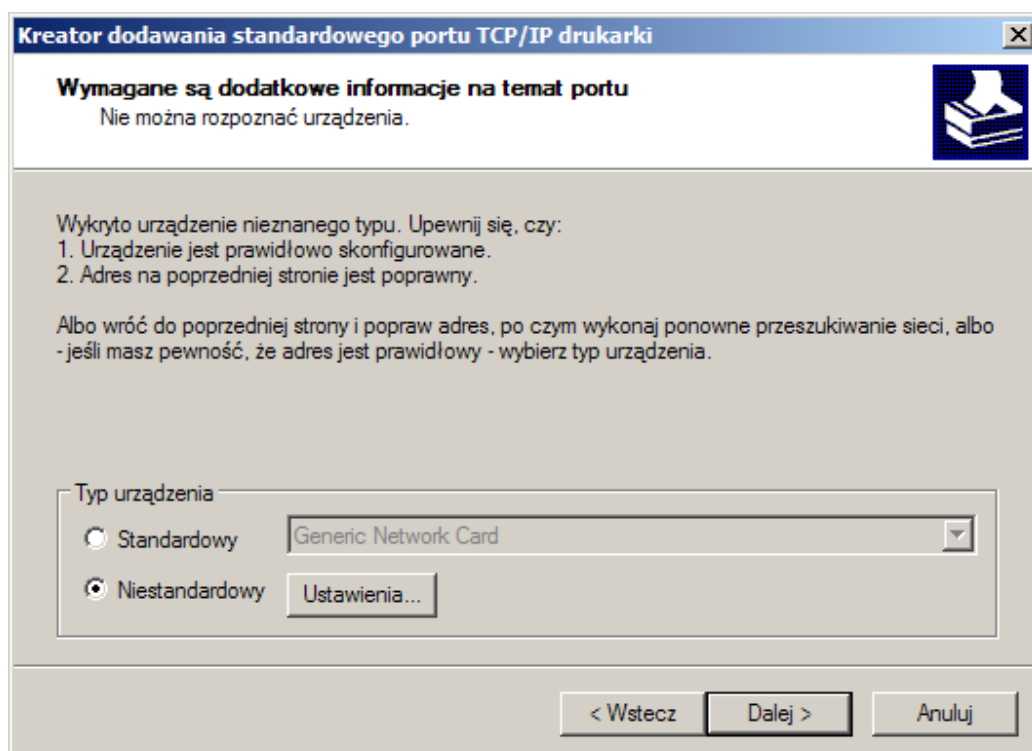 Kreator dodawania standardowego portu TCP/IP drukarki
Wymagane są dodatkowe informacje na temat portu
Nie można rozpoznać urządzenia.
Wykryto urządzenie nieznanego typu. Upewnij się, czy:
1. Urządzenie jest prawidłowo skonfigurowane.
2. Adres na poprzedniej stronie jest poprawny.
Albo wróć do poprzedniej strony i popraw adres, po czym wykonaj ponowne przeszukiwanie sieci, albo
- jeśli masz pewność, że adres jest prawidłowy - wybierz typ urządzenia.
Typ urządzenia
Standardowy Generic Network Card
Niestandardowy Ustawienia...
< Wstecz Dalej > Anuluj